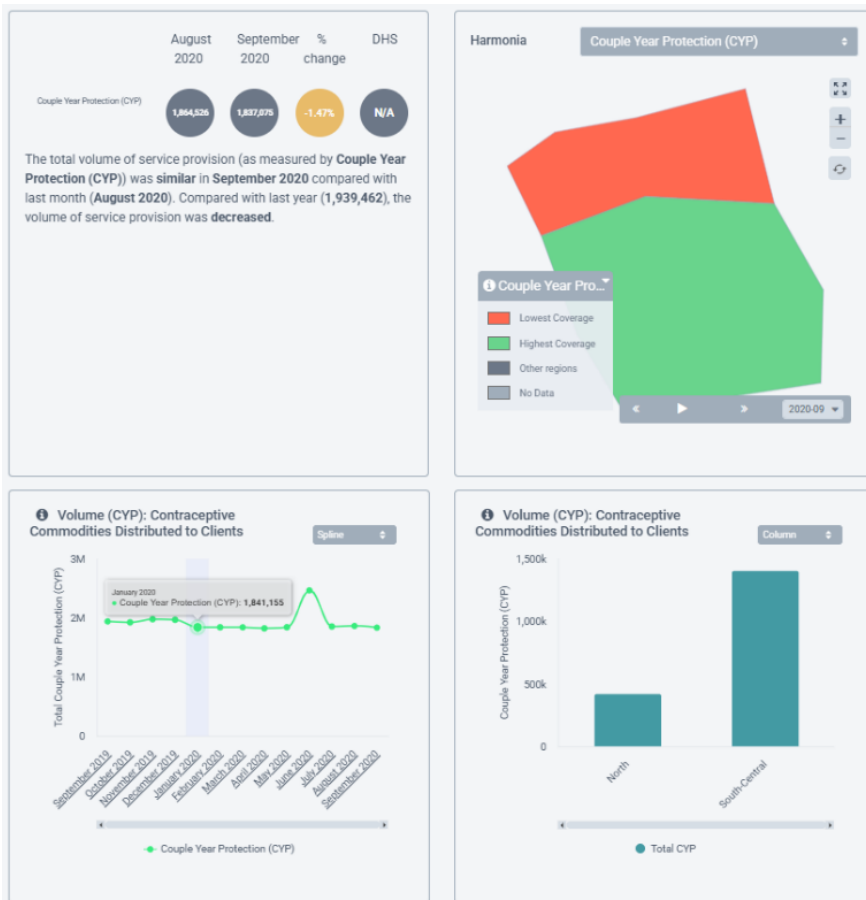 August 2020
September 2020
% change
DHS
Couple Year Protection (CYP)
1,864,526
1,837,075
-1.47%
N/A
The total volume of service provision (as measured by Couple Year
Protection (CYP)) was similar in September 2020 compared with
last month (August 2020). Compared with last year (1,939,462), the
volume of service provision was decreased.
Harmonia
Couple Year Protection (CYP)
Couple Year Pro...
Lowest Coverage
Highest Coverage
Other regions
No Data
2020-09
Volume (CYP): Contraceptive
Commodities Distributed to Clients
Spline
Total Couple Year Protection (CYP)
3M
2M
1M
0
January 2020
Couple Year Protection (CYP): 1,841,155
September 2019
October 2019
November 2019
December 2019
January 2020
February 2020
March 2020
April 2020
May 2020
June 2020
July 2020
August 2020
September 2020
Couple Year Protection (CYP)
Volume (CYP): Contraceptive
Commodities Distributed to Clients
Column
Couple Year Protection (CYP)
1,500k
1,000k
500k
0
North
South-Central
Total CYP